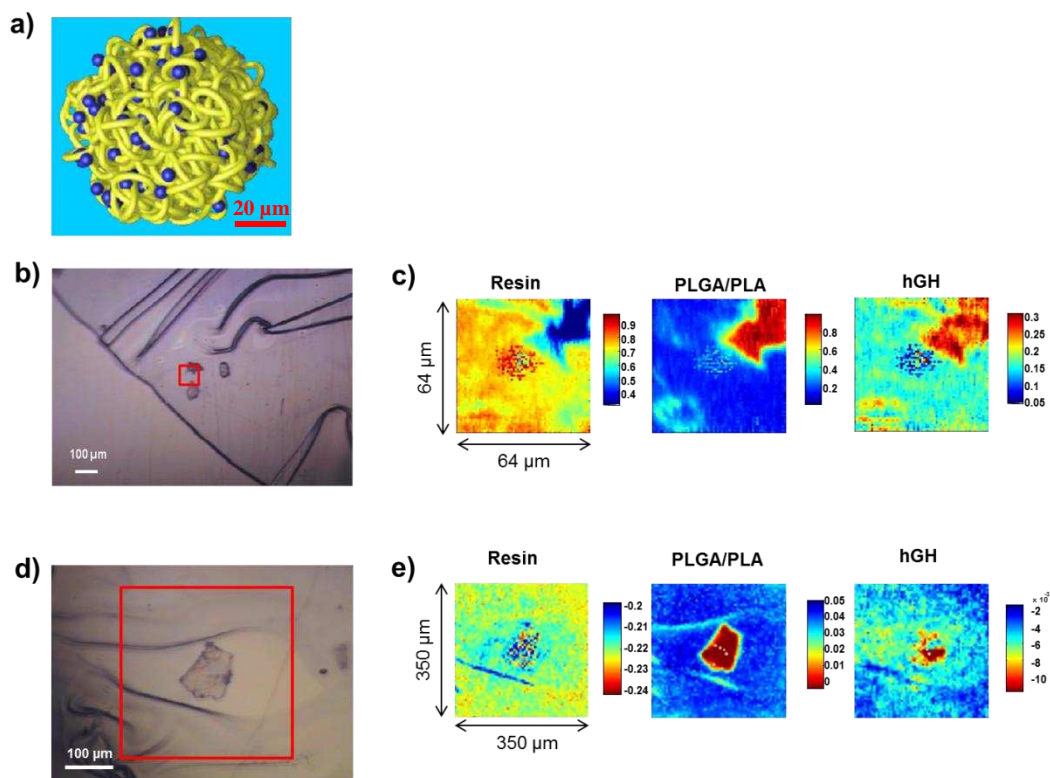 a)
20 µm
b)
100 µm
c)
Resin
PLGA/PLA
hGH
64 µm
64 µm
0.9
0.8
0.7
0.6
0.5
0.4
0.8
0.6
0.4
0.2
0.3
0.25
0.2
0.15
0.1
0.05
d)
100 µm
e)
Resin
PLGA/PLA
hGH
350 µm
350 µm
-0.2
-0.21
-0.22
-0.23
-0.24
0.05
0.04
0.03
0.02
0.01
0
-2
-4
-6
-8
-10